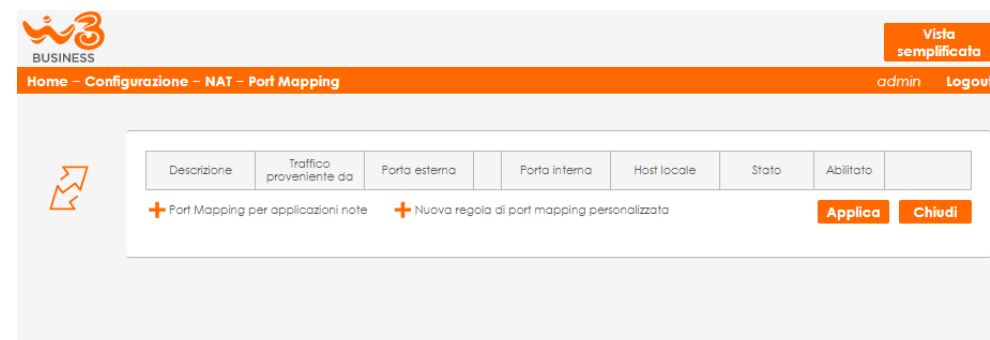 W3
BUSINESS
Vista
semplificata
Home – Configurazione – NAT – Port Mapping
admin Logout
Descrizione
Traffico
proveniente da
Porta esterna
Porta interna
Host locale
Stato
Abilitato
+ Port Mapping per applicazioni note
+ Nuova regola di port mapping personalizzata
Applica
Chiudi